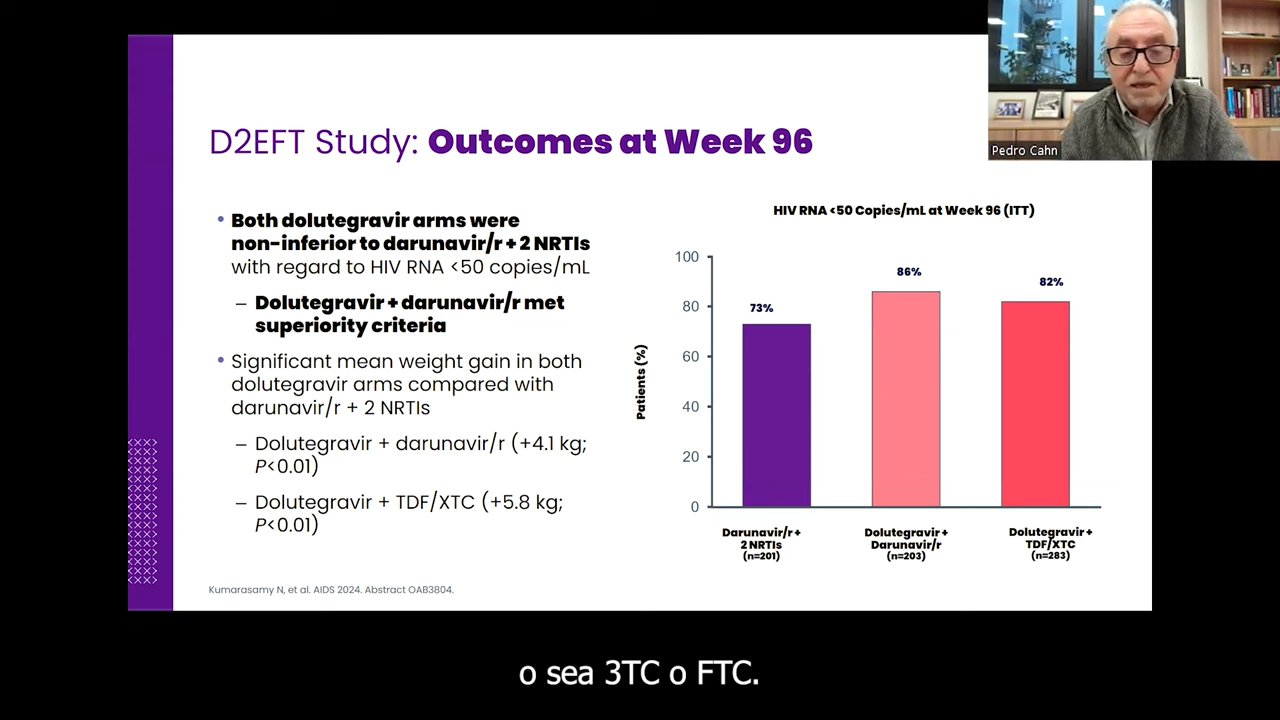 Pedro Cahn
D2EFT Study: Outcomes at Week 96
• Both dolutegravir arms were
non-inferior to darunavir/r + 2 NRTIs
with regard to HIV RNA <50 copies/mL
– Dolutegravir + darunavir/r met
superiority criteria
• Significant mean weight gain in both
dolutegravir arms compared with
darunavir/r + 2 NRTIs
– Dolutegravir + darunavir/r (+4.1 kg;
P<0.01)
– Dolutegravir + TDF/XTC (+5.8 kg;
P<0.01)
HIV RNA <50 Copies/mL at Week 96 (ITT)
Patients (%)
100
80
60
40
20
0
73%
86%
82%
Darunavir/r +
2 NRTIs
(n=201)
Dolutegravir +
Darunavir/r
(n=203)
Dolutegravir +
TDF/XTC
(n=283)
Kumarasamy N, et al. AIDS 2024. Abstract OAB3804.
o sea 3TC o FTC.